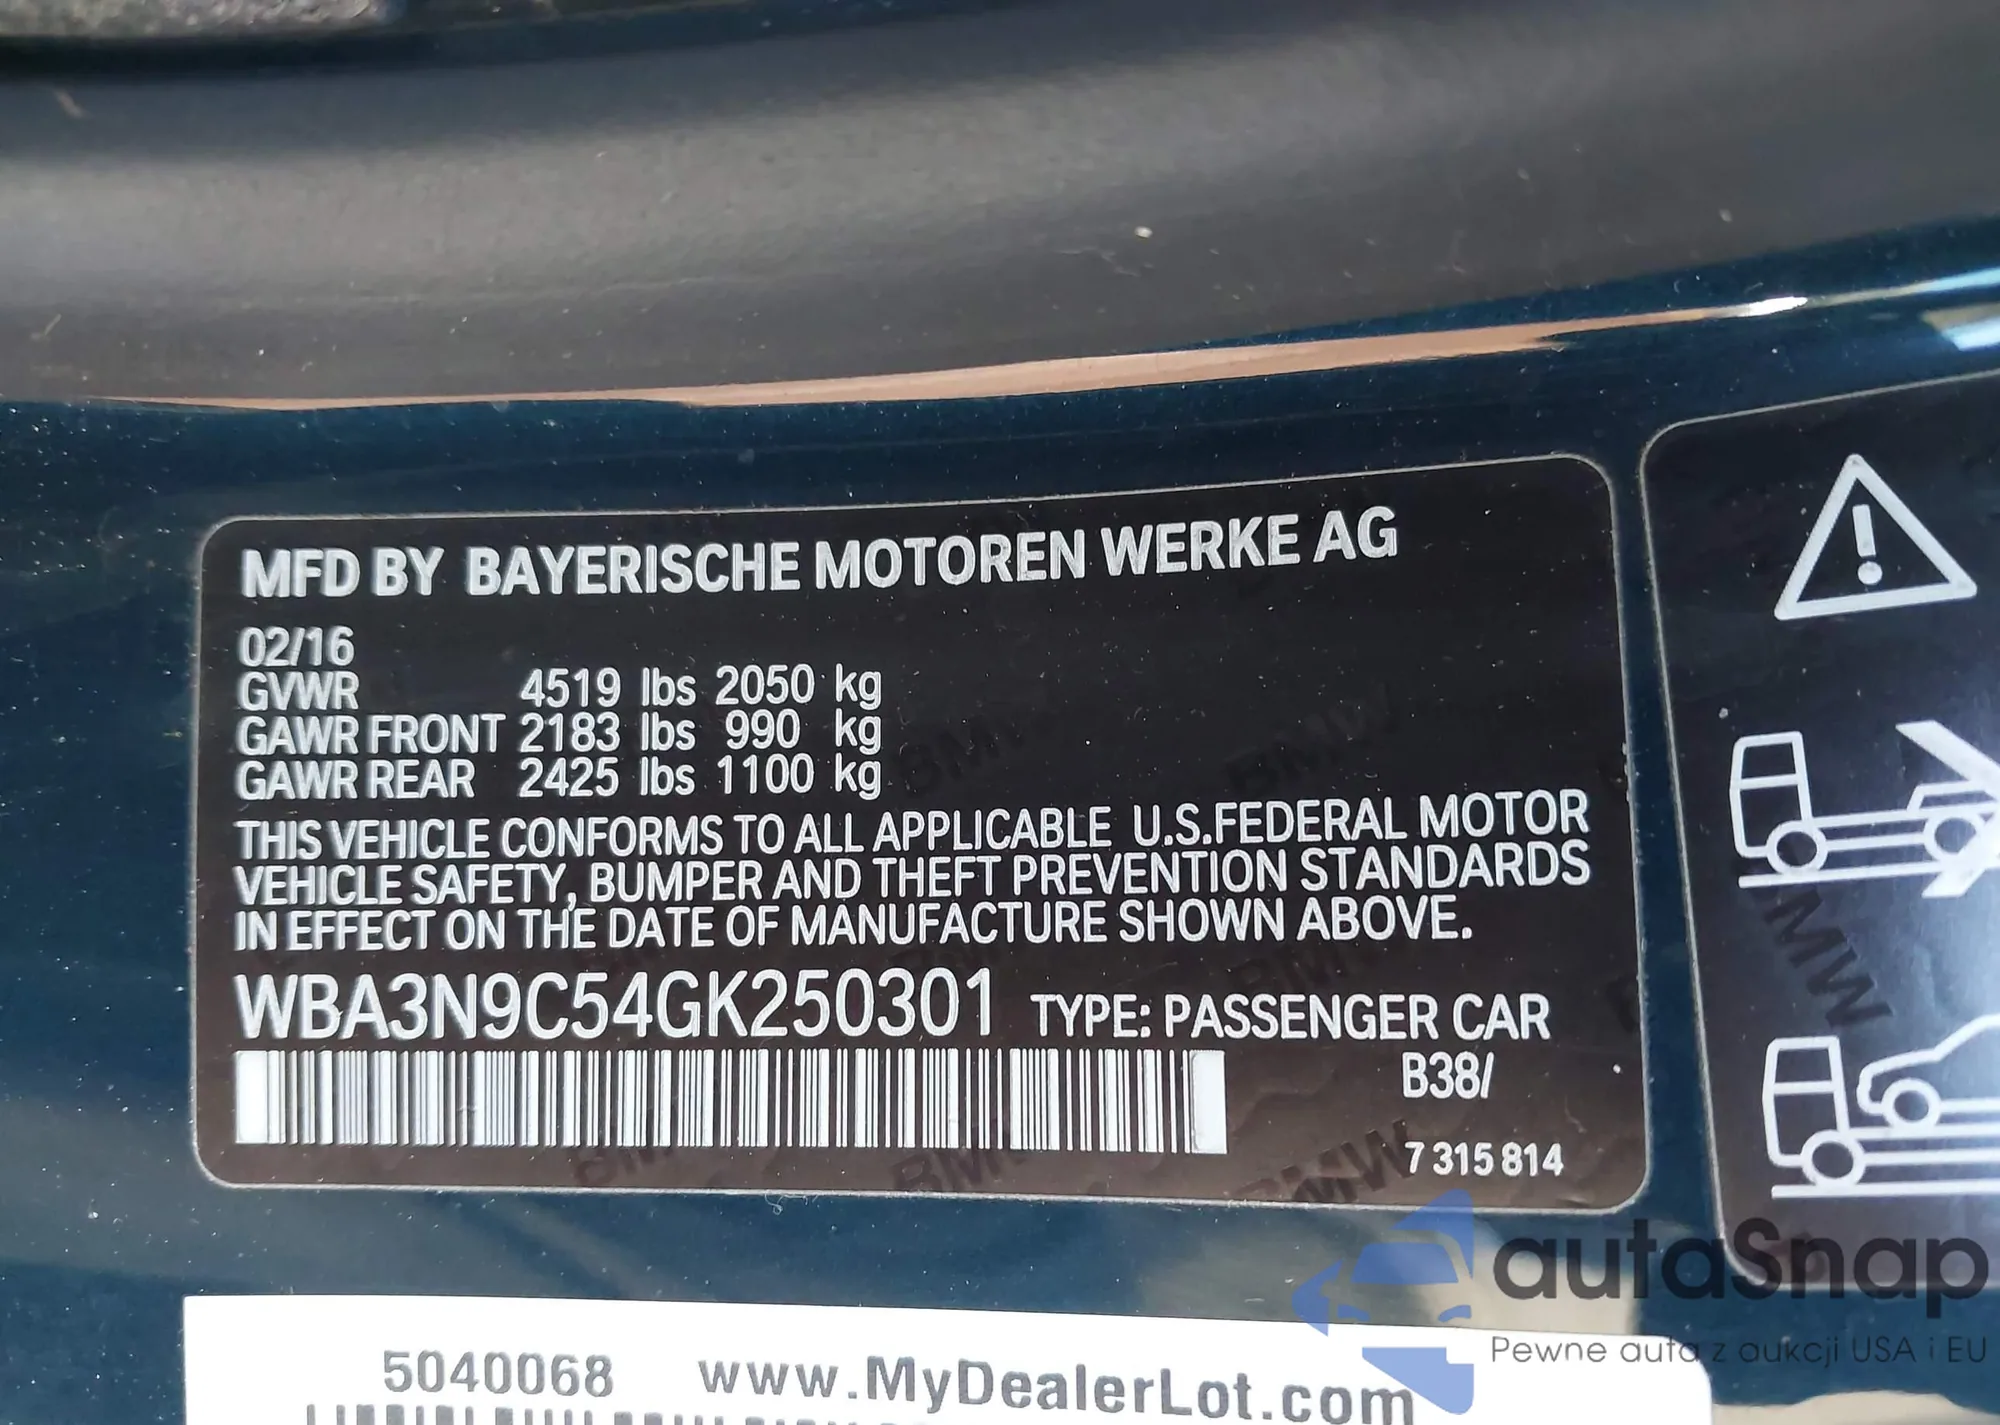 MFD BY BAYERISCHE MOTOREN WERKE AG
02/16
GVWR 4519 lbs 2050 kg
GAWR FRONT 2183 lbs 990 kg
GAWR REAR 2425 lbs 1100 kg
THIS VEHICLE CONFORMS TO ALL APPLICABLE U.S.FEDERAL MOTOR
VEHICLE SAFETY, BUMPER AND THEFT PREVENTION STANDARDS
IN EFFECT ON THE DATE OF MANUFACTURE SHOWN ABOVE.
WBA3N9C54GK250301 TYPE: PASSENGER CAR
B38/
7 315 814
BMW
autaSnap
Pewne auta z aukcji USA i EU
5040068 www.MyDealerLot.com